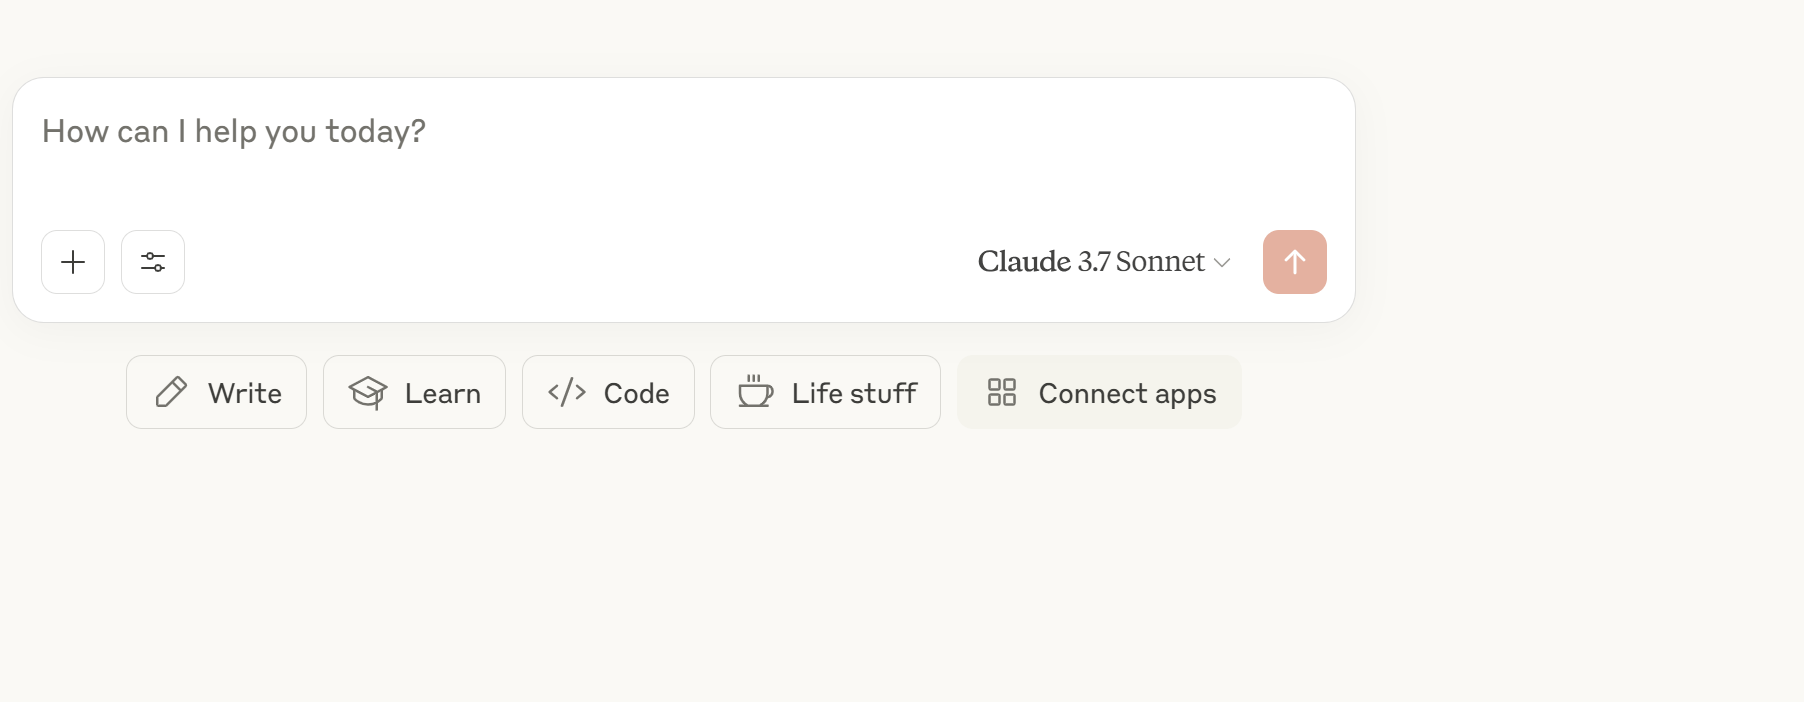 How can I help you today?
Claude 3.7 Sonnet
Write
Learn
Code
Life stuff
Connect apps